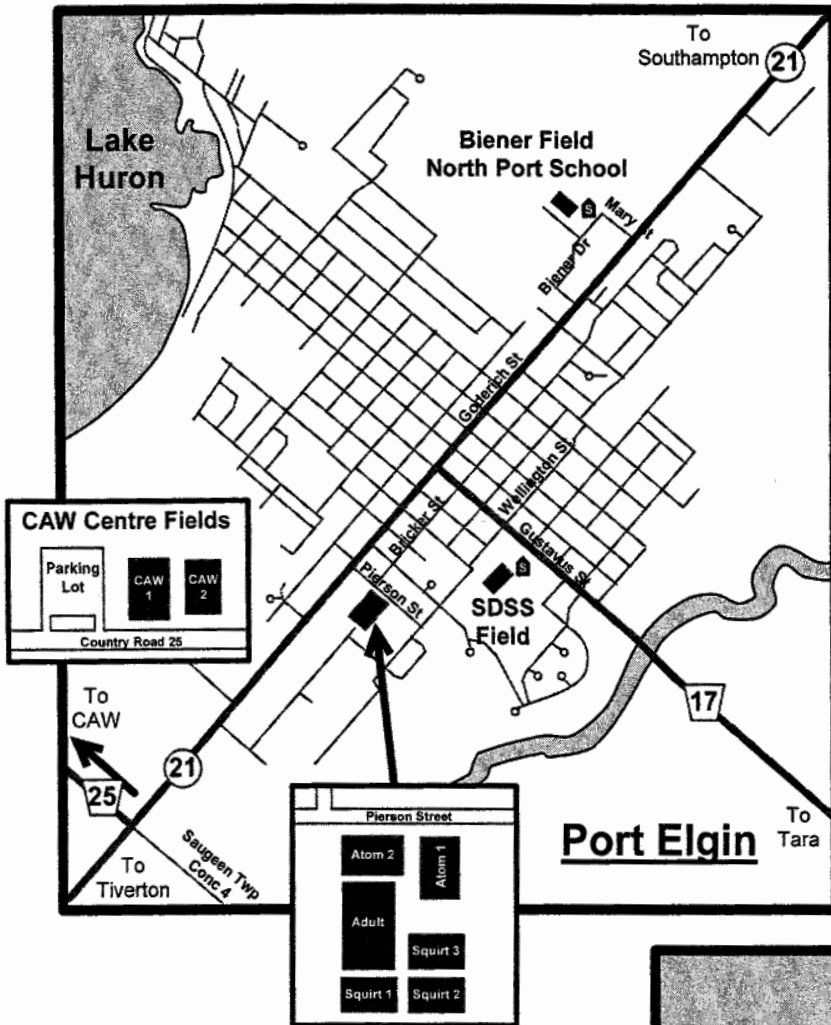 To
Southampton
21
Lake
Huron
Biener Field
North Port School
S
Mary St
Biener Dr
Goderich St
Wellington St
Bricker St
Gustavus St
Pierson St
S
SDSS
Field
CAW Centre Fields
Parking
Lot
CAW
1
CAW
2
Country Road 25
To
CAW
25
21
17
To
Tiverton
Saugeen Twp
Conc 4
Pierson Street
Atom 2
Atom 1
Adult
Squirt 3
Squirt 1
Squirt 2
Port Elgin
To
Tara